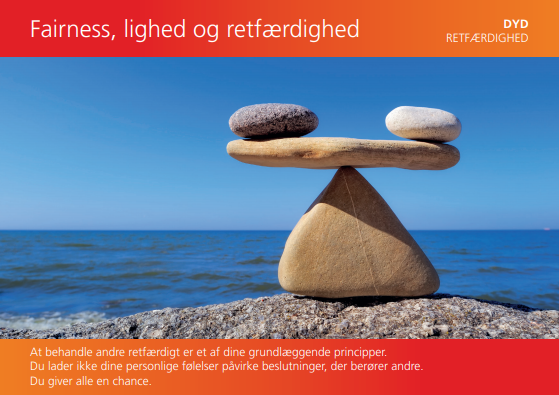 Fairness, lighed og retfærdighed
DYD
RETFÆRDIGHED
At behandle andre retfærdigt er et af dine grundlæggende principper.
Du lader ikke dine personlige følelser påvirke beslutninger, der berører andre.
Du giver alle en chance.